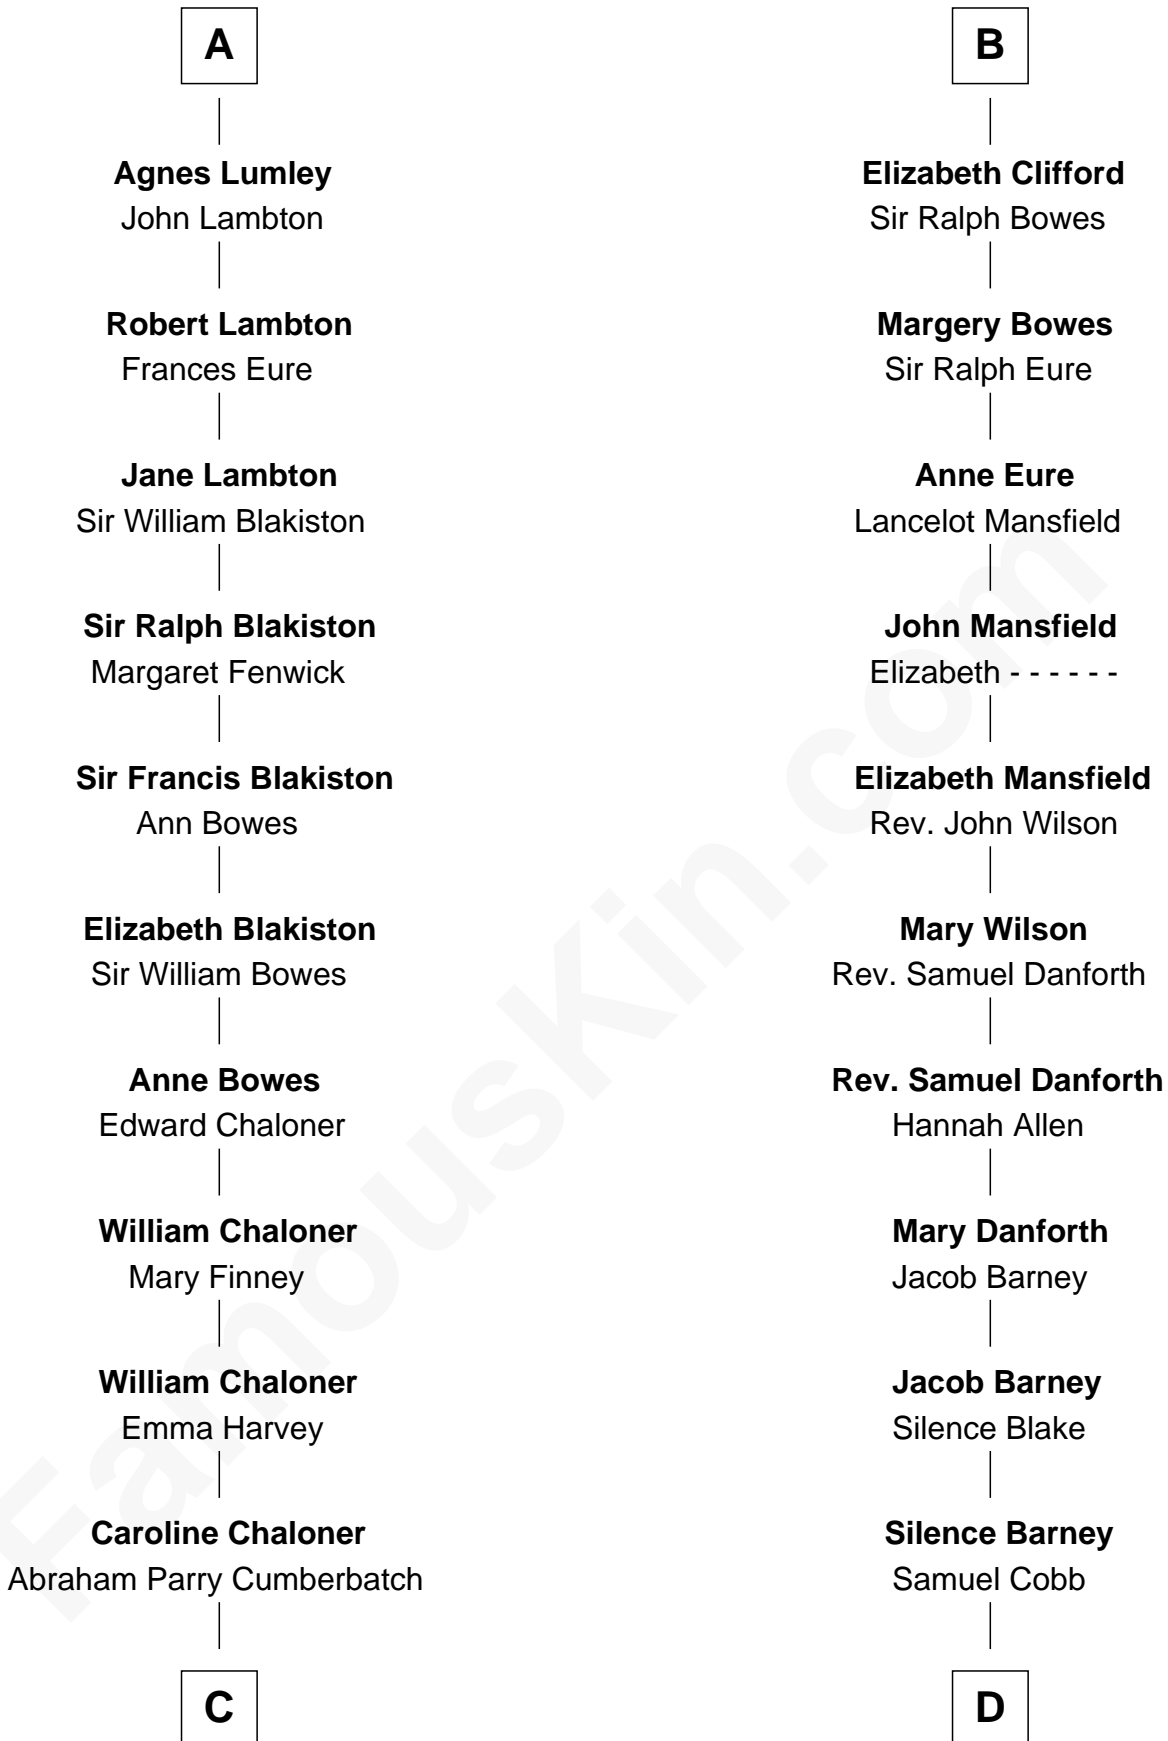 A
Agnes Lumley
John Lambton
Robert Lambton
Frances Eure
Jane Lambton
Sir William Blakiston
Sir Ralph Blakiston
Margaret Fenwick
Sir Francis Blakiston
Ann Bowes
Elizabeth Blakiston
Sir William Bowes
Anne Bowes
Edward Chaloner
William Chaloner
Mary Finney
William Chaloner
Emma Harvey
Caroline Chaloner
Abraham Parry Cumberbatch
C
B
Elizabeth Clifford
Sir Ralph Bowes
Margery Bowes
Sir Ralph Eure
Anne Eure
Lancelot Mansfield
John Mansfield
Elizabeth - - - - - -
Elizabeth Mansfield
Rev. John Wilson
Mary Wilson
Rev. Samuel Danforth
Rev. Samuel Danforth
Hannah Allen
Mary Danforth
Jacob Barney
Jacob Barney
Silence Blake
Silence Barney
Samuel Cobb
D
FamousKin.com